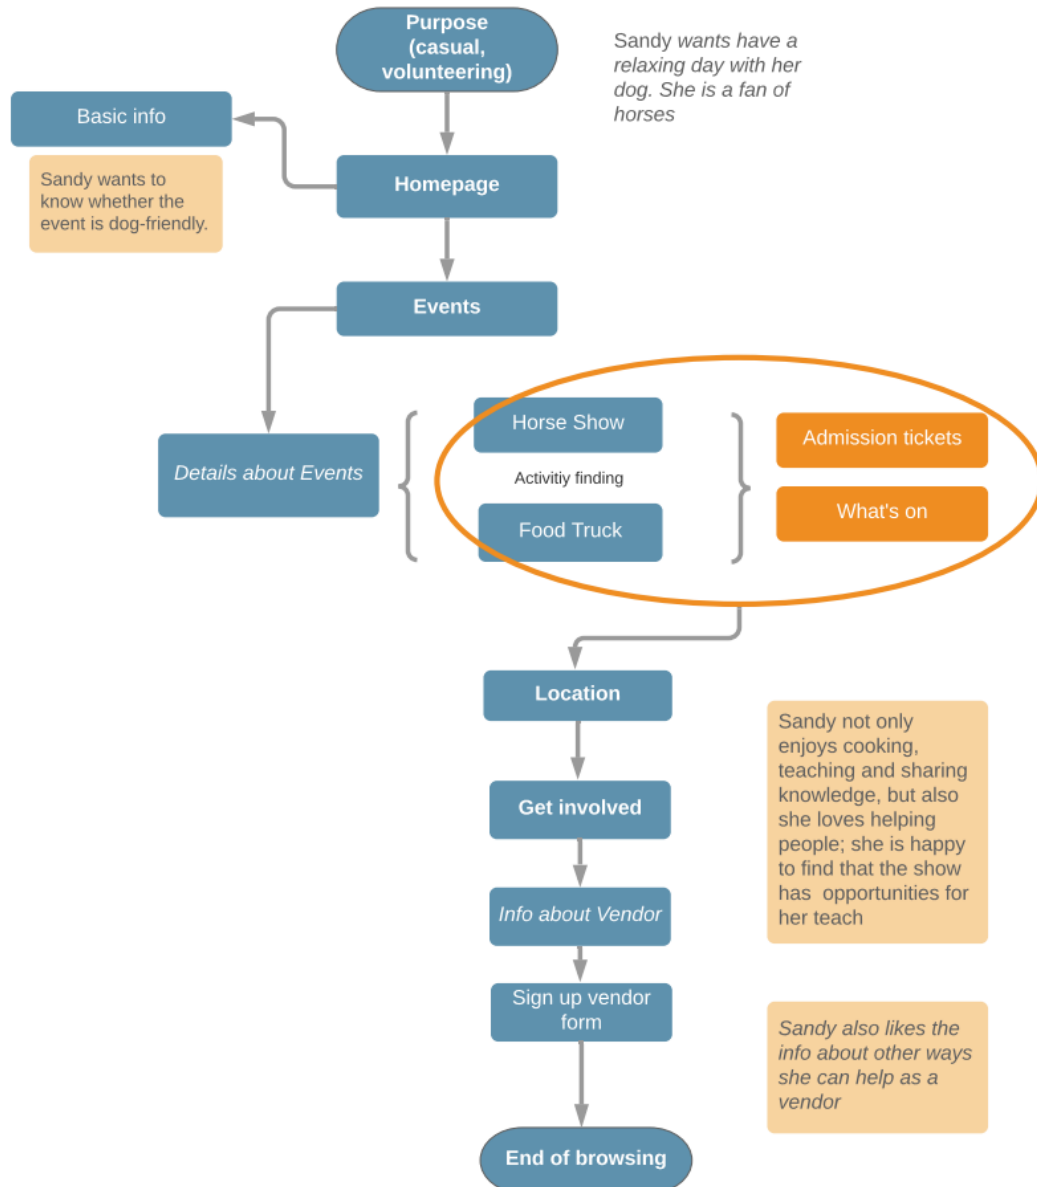 Purpose
(casual,
volunteering)
Sandy wants have a
relaxing day with her
dog. She is a fan of
horses
Basic info
Sandy wants to
know whether the
event is dog-friendly.
Homepage
Events
Details about Events
Horse Show
Activitiy finding
Food Truck
Admission tickets
What's on
Location
Get involved
Info about Vendor
Sign up vendor
form
Sandy not only
enjoys cooking,
teaching and sharing
knowledge, but also
she loves helping
people; she is happy
to find that the show
has opportunities for
her teach
Sandy also likes the
info about other ways
she can help as a
vendor
End of browsing